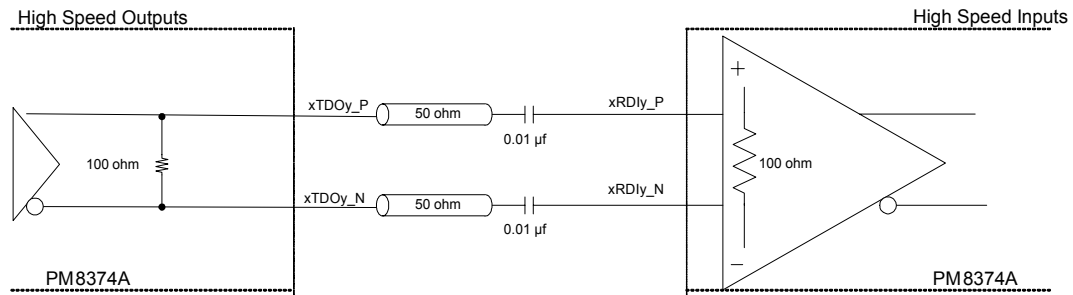 High Speed Outputs
High Speed Inputs
xTDOy_P
50 ohm
0.01 µf
xRDIy_P
+
100 ohm
100 ohm
xTDOy_N
50 ohm
0.01 µf
xRDIy_N
−
PM8374A
PM8374A